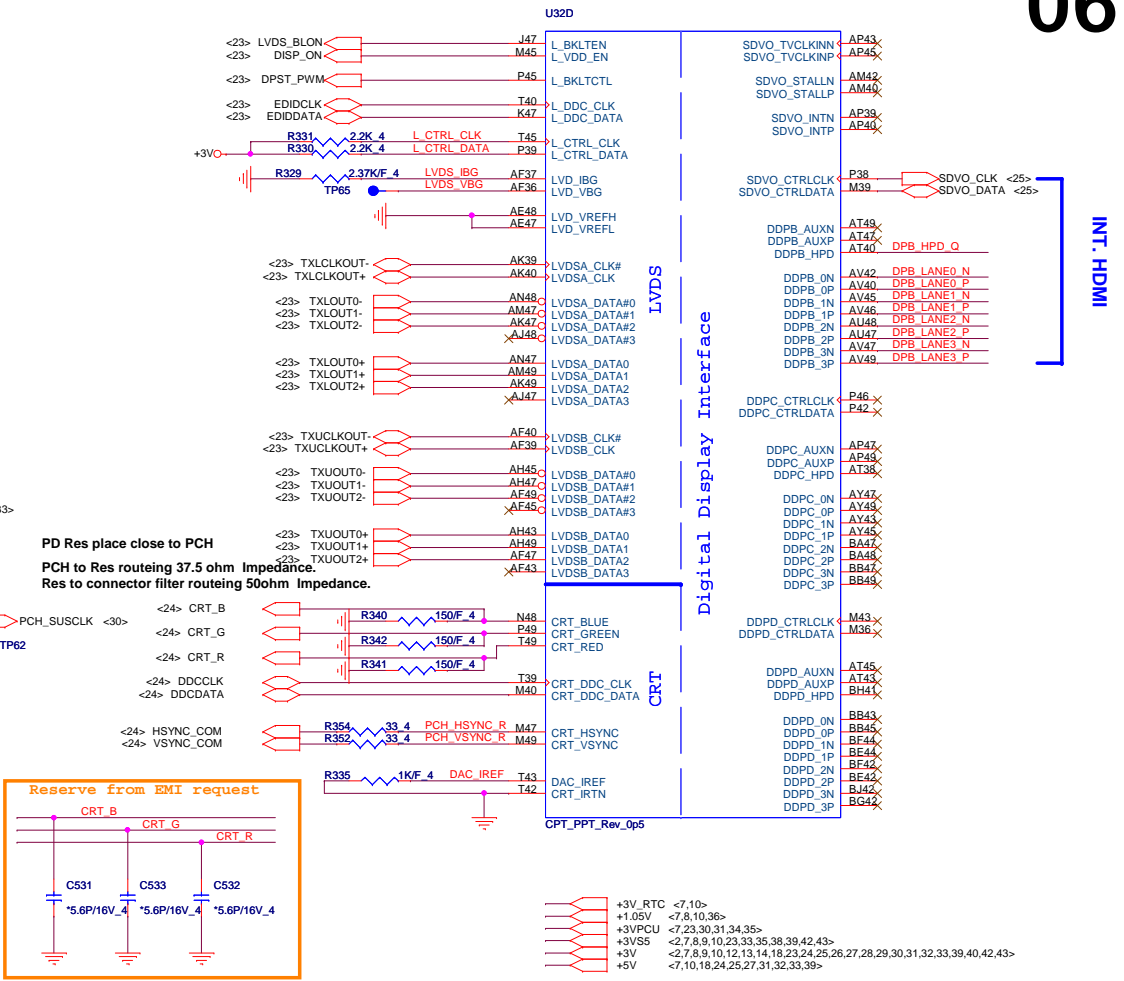 06
U32D
<23> LVDS_BLON J47 L_BKLTEN
<23> DISP_ON M45 L_VDD_EN
<23> DPST_PWM P45 L_BKLTCTL
<23> EDIDCLK T40 L_DDC_CLK
<23> EDIDDATA K47 L_DDC_DATA
R331 2.2K_4 L_CTRL_CLK T45 L_CTRL_CLK
+3V R330 2.2K_4 L_CTRL_DATA P39 L_CTRL_DATA
R329 2.37K/F_4 LVDS_IBG AF37 LVD_IBG
TP65 LVDS_VBG AF36 LVD_VBG
AE48 LVD_VREFH
AE47 LVD_VREFL
<23> TXLCLKOUT- AK39 LVDSA_CLK#
<23> TXLCLKOUT+ AK40 LVDSA_CLK
<23> TXLOUT0- AN48 LVDSA_DATA#0
<23> TXLOUT1- AM47 LVDSA_DATA#1
<23> TXLOUT2- AK47 LVDSA_DATA#2
AJ48 LVDSA_DATA#3
<23> TXLOUT0+ AN47 LVDSA_DATA0
<23> TXLOUT1+ AM49 LVDSA_DATA1
<23> TXLOUT2+ AK49 LVDSA_DATA2
AJ47 LVDSA_DATA3
<23> TXUCLKOUT- AF40 LVDSB_CLK#
<23> TXUCLKOUT+ AF39 LVDSB_CLK
<23> TXUOUT0- AH45 LVDSB_DATA#0
<23> TXUOUT1- AH47 LVDSB_DATA#1
<23> TXUOUT2- AF49 LVDSB_DATA#2
AF45 LVDSB_DATA#3
<23> TXUOUT0+ AH43 LVDSB_DATA0
<23> TXUOUT1+ AH49 LVDSB_DATA1
<23> TXUOUT2+ AF47 LVDSB_DATA2
AF43 LVDSB_DATA3
LVDS
Digital Display Interface
CRT
3>
PD Res place close to PCH
PCH to Res routeing 37.5 ohm Impedance.
Res to connector filter routeing 50ohm Impedance.
PCH_SUSCLK <30>
TP62
<24> CRT_B R340 150/F_4 N48 CRT_BLUE
<24> CRT_G R342 150/F_4 P49 CRT_GREEN
<24> CRT_R R341 150/F_4 T49 CRT_RED
<24> DDCCLK T39 CRT_DDC_CLK
<24> DDCDATA M40 CRT_DDC_DATA
<24> HSYNC_COM R354 33_4 PCH_HSYNC_R M47 CRT_HSYNC
<24> VSYNC_COM R352 33_4 PCH_VSYNC_R M49 CRT_VSYNC
R335 1K/F_4 DAC_IREF T43 DAC_IREF
T42 CRT_IRTN
CPT_PPT_Rev_0p5
SDVO_TVCLKINN AP43
SDVO_TVCLKINP AP45
SDVO_STALLN AM42
SDVO_STALLP AM40
SDVO_INTN AP39
SDVO_INTP AP40
SDVO_CTRLCLK P38 SDVO_CLK <25>
SDVO_CTRLDATA M39 SDVO_DATA <25>
DDPB_AUXN AT49
DDPB_AUXP AT47
DDPB_HPD AT40 DPB_HPD_Q
DDPB_0N AV42 DPB_LANE0_N
DDPB_0P AV40 DPB_LANE0_P
DDPB_1N AV45 DPB_LANE1_N
DDPB_1P AV46 DPB_LANE1_P
DDPB_2N AU48 DPB_LANE2_N
DDPB_2P AU47 DPB_LANE2_P
DDPB_3N AV47 DPB_LANE3_N
DDPB_3P AV49 DPB_LANE3_P
INT. HDMI
DDPC_CTRLCLK P46
DDPC_CTRLDATA P42
DDPC_AUXN AP47
DDPC_AUXP AP49
DDPC_HPD AT38
DDPC_0N AY47
DDPC_0P AY49
DDPC_1N AY43
DDPC_1P AY45
DDPC_2N BA47
DDPC_2P BA48
DDPC_3N BB47
DDPC_3P BB49
DDPD_CTRLCLK M43
DDPD_CTRLDATA M36
DDPD_AUXN AT45
DDPD_AUXP AT43
DDPD_HPD BH41
DDPD_0N BB43
DDPD_0P BB45
DDPD_1N BF44
DDPD_1P BE44
DDPD_2N BF42
DDPD_2P BE42
DDPD_3N BJ42
DDPD_3P BG42
Reserve from EMI request
CRT_B
CRT_G
CRT_R
C531 C533 C532
*5.6P/16V_4 *5.6P/16V_4 *5.6P/16V_4
+3V_RTC <7,10>
+1.05V <7,8,10,36>
+3VPCU <7,23,30,31,34,35>
+3VS5 <2,7,8,9,10,23,33,35,38,39,42,43>
+3V <2,7,8,9,10,12,13,14,18,23,24,25,26,27,28,29,30,31,32,33,39,40,42,43>
+5V <7,10,18,24,25,27,31,32,33,39>